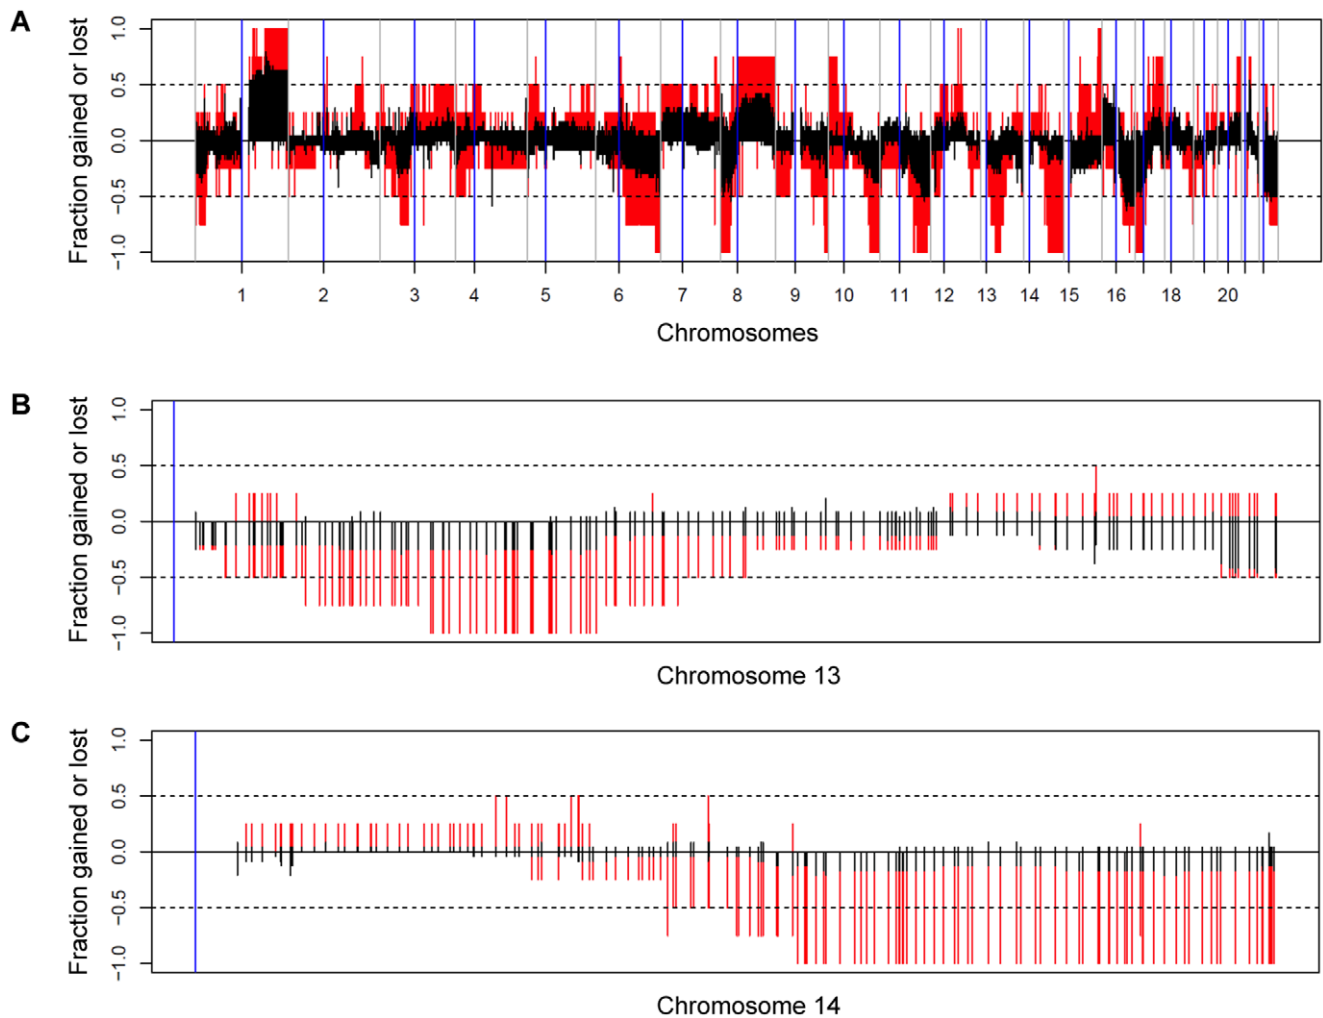 A
Fraction gained or lost
1.0
0.5
0.0
−0.5
−1.0
1 2 3 4 5 6 7 8 9 10 11 12 13 14 15 16 18 20
Chromosomes
B
Fraction gained or lost
1.0
0.5
0.0
−0.5
−1.0
Chromosome 13
C
Fraction gained or lost
1.0
0.5
0.0
−0.5
−1.0
Chromosome 14